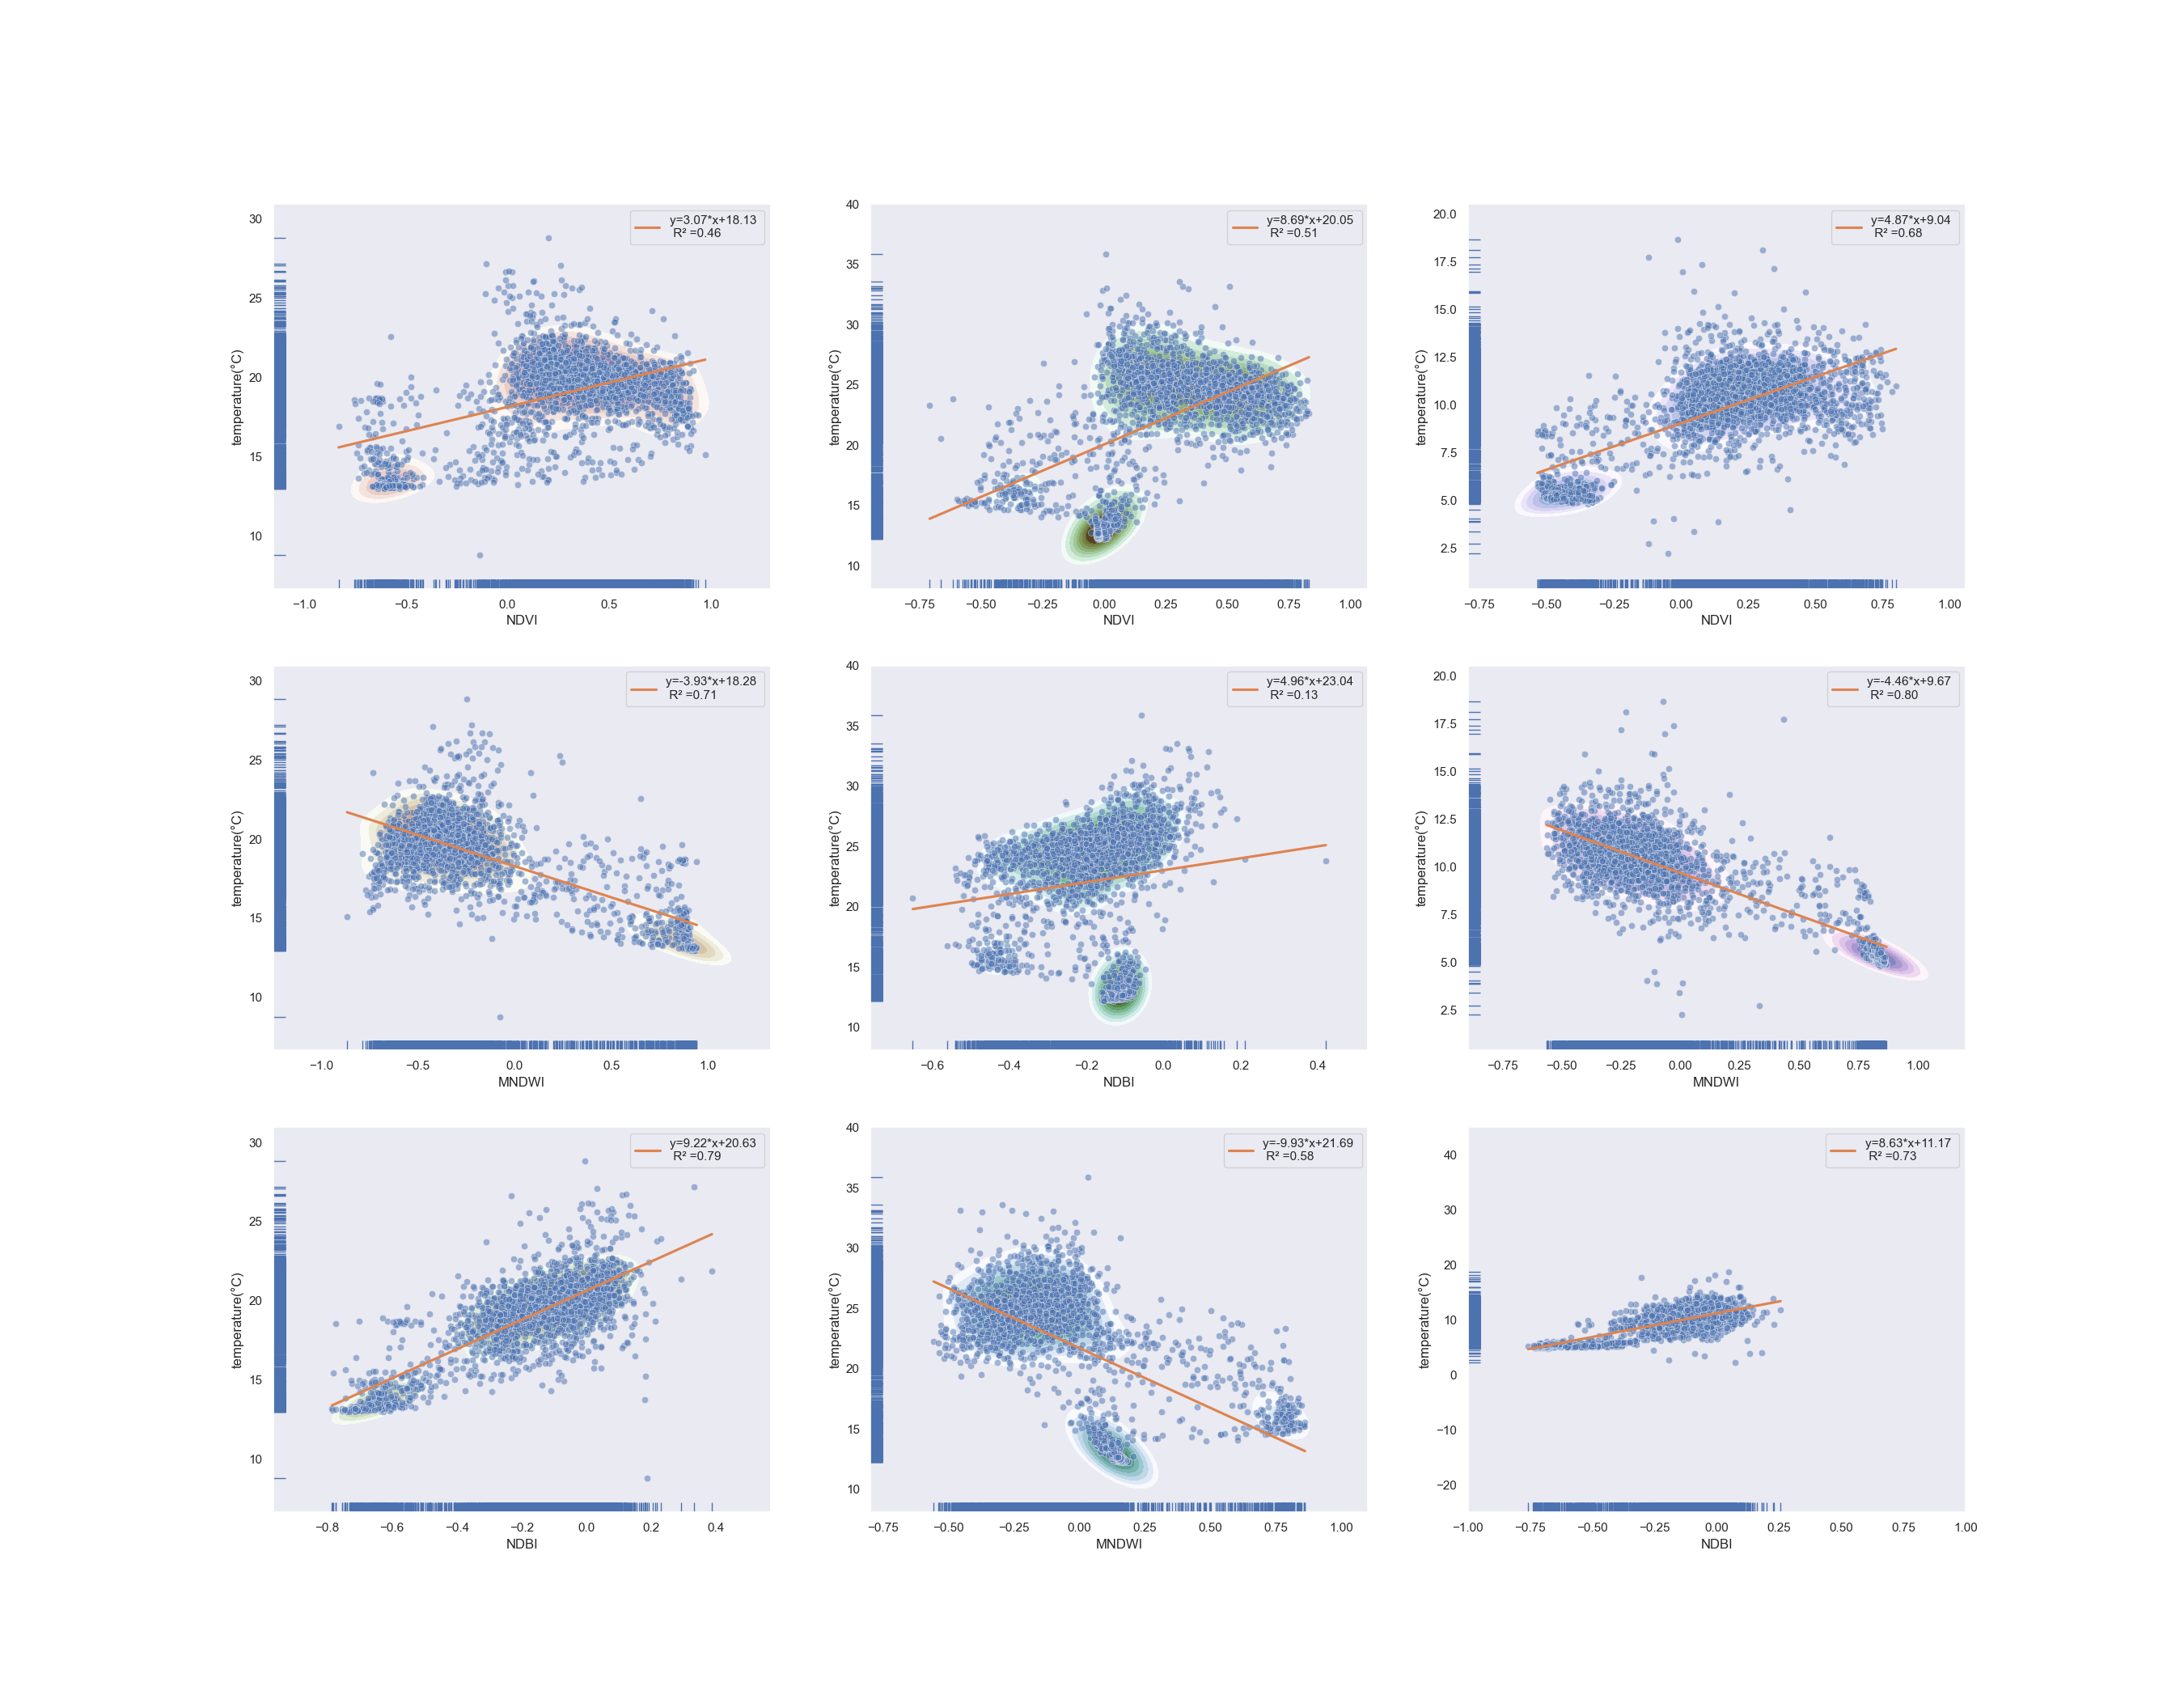 y=3.07*x+18.13
R² =0.46
30
25
20
15
10
temperature(°C)
−1.0 −0.5 0.0 0.5 1.0
NDVI
y=8.69*x+20.05
R² =0.51
40
35
30
25
20
15
10
temperature(°C)
−0.75 −0.50 −0.25 0.00 0.25 0.50 0.75 1.00
NDVI
y=4.87*x+9.04
R² =0.68
20.0
17.5
15.0
12.5
10.0
7.5
5.0
2.5
temperature(°C)
−0.75 −0.50 −0.25 0.00 0.25 0.50 0.75 1.00
NDVI
y=-3.93*x+18.28
R² =0.71
30
25
20
15
10
temperature(°C)
−1.0 −0.5 0.0 0.5 1.0
MNDWI
y=4.96*x+23.04
R² =0.13
40
35
30
25
20
15
10
temperature(°C)
−0.6 −0.4 −0.2 0.0 0.2 0.4
NDBI
y=-4.46*x+9.67
R² =0.80
20.0
17.5
15.0
12.5
10.0
7.5
5.0
2.5
temperature(°C)
−0.75 −0.50 −0.25 0.00 0.25 0.50 0.75 1.00
MNDWI
y=9.22*x+20.63
R² =0.79
30
25
20
15
10
temperature(°C)
−0.8 −0.6 −0.4 −0.2 0.0 0.2 0.4
NDBI
y=-9.93*x+21.69
R² =0.58
40
35
30
25
20
15
10
temperature(°C)
−0.75 −0.50 −0.25 0.00 0.25 0.50 0.75 1.00
MNDWI
y=8.63*x+11.17
R² =0.73
40
30
20
10
0
−10
−20
temperature(°C)
−1.00 −0.75 −0.50 −0.25 0.00 0.25 0.50 0.75 1.00
NDBI